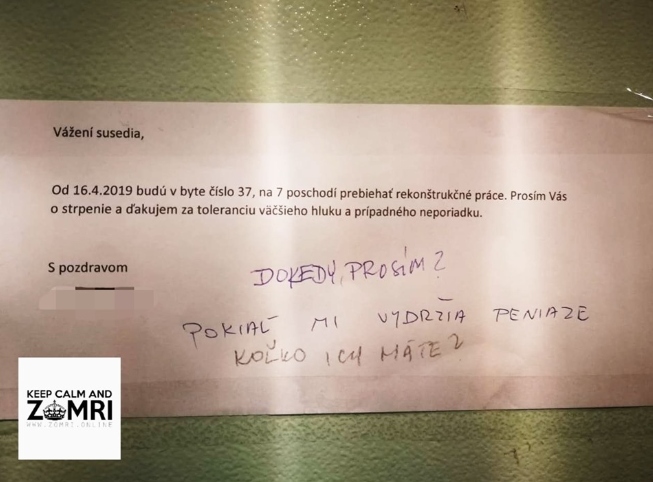 Vážení susedia,
Od 16.4.2019 budú v byte číslo 37, na 7 poschodí prebiehať rekonštrukčné práce. Prosím Vás
o strpenie a ďakujem za toleranciu väčšieho hluku a prípadného neporiadku.
S pozdravom
DOKEDY, PROSÍM?
POKIAĽ MI VYDRŽIA PENIAZE
KOĽKO ICH MÁTE?
KEEP CALM AND
ZOMRI
WWW.ZOMRI.ONLINE